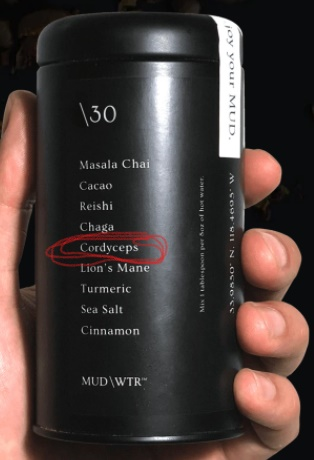 \30
Masala Chai
Cacao
Reishi
Chaga
Cordyceps
Lion's Mane
Turmeric
Sea Salt
Cinnamon
MUD\WTR™
Mix 1 tablespoon per 8oz of hot water.
joy your MUD.